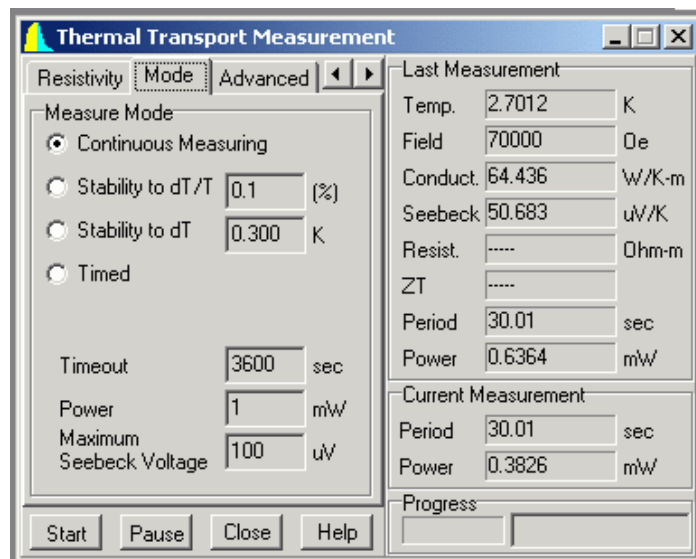 Thermal Transport Measurement
Resistivity Mode Advanced
Measure Mode
Continuous Measuring
Stability to dT/T 0.1 (%)
Stability to dT 0.300 K
Timed
Timeout 3600 sec
Power 1 mW
Maximum
Seebeck Voltage 100 uV
Start Pause Close Help
Last Measurement
Temp. 2.7012 K
Field 70000 Oe
Conduct. 64.436 W/K-m
Seebeck 50.683 uV/K
Resist. ----- Ohm-m
ZT -----
Period 30.01 sec
Power 0.6364 mW
Current Measurement
Period 30.01 sec
Power 0.3826 mW
Progress